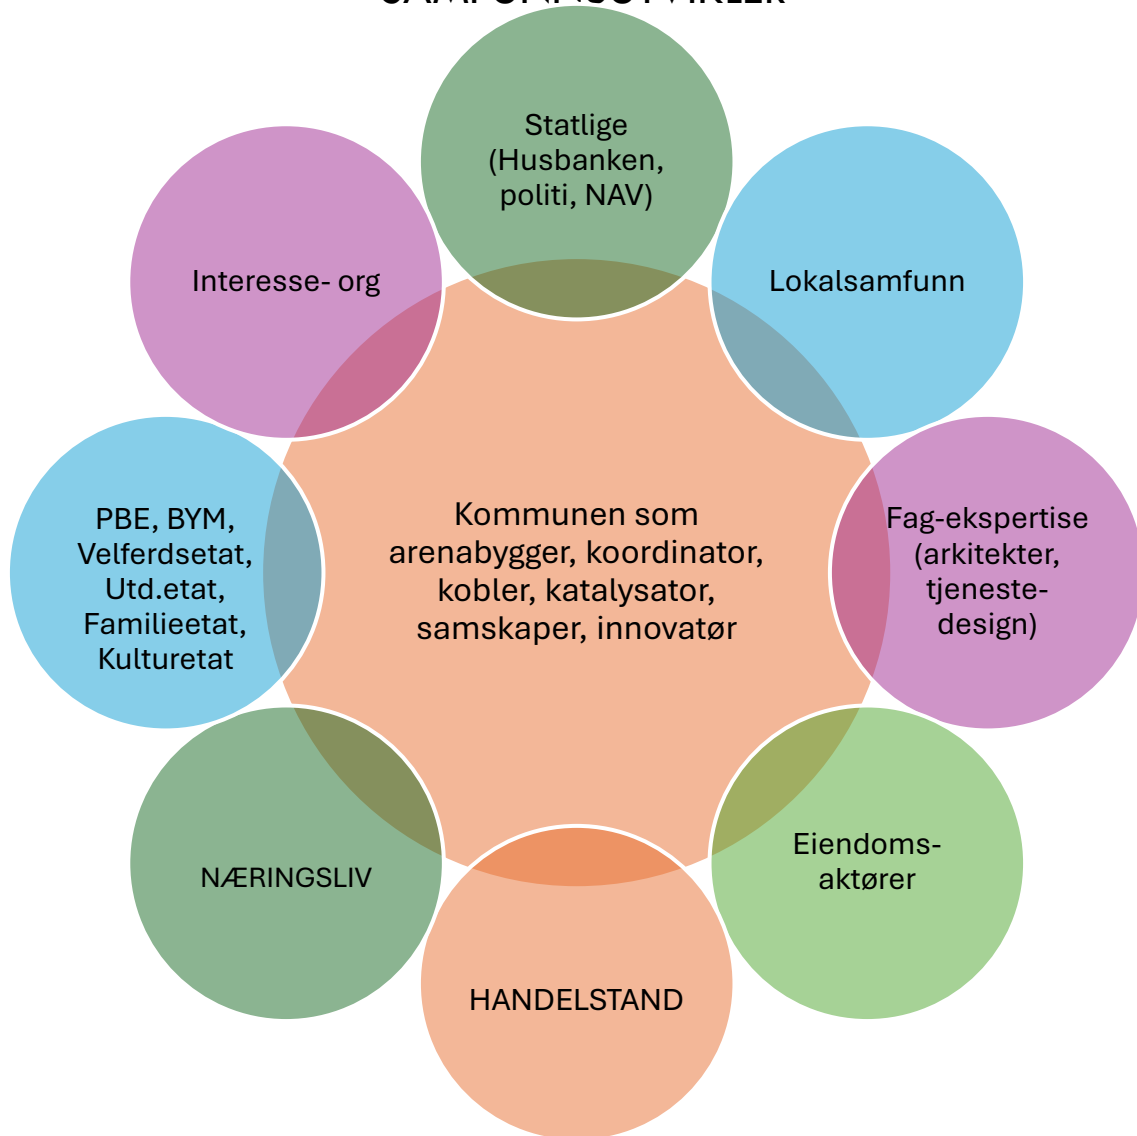 SAMFUNNSUTVIKLER
Statlige
(Husbanken,
politi, NAV)
Interesse- org
Lokalsamfunn
Kommunen som
arenabygger, koordinator,
kobler, katalysator,
samskaper, innovatør
PBE, BYM,
Velferdsetat,
Utd.etat,
Familieetat,
Kulturetat
Fag-ekspertise
(arkitekter,
tjeneste-
design)
Eiendoms-
aktører
NÆRINGSLIV
HANDELSTAND